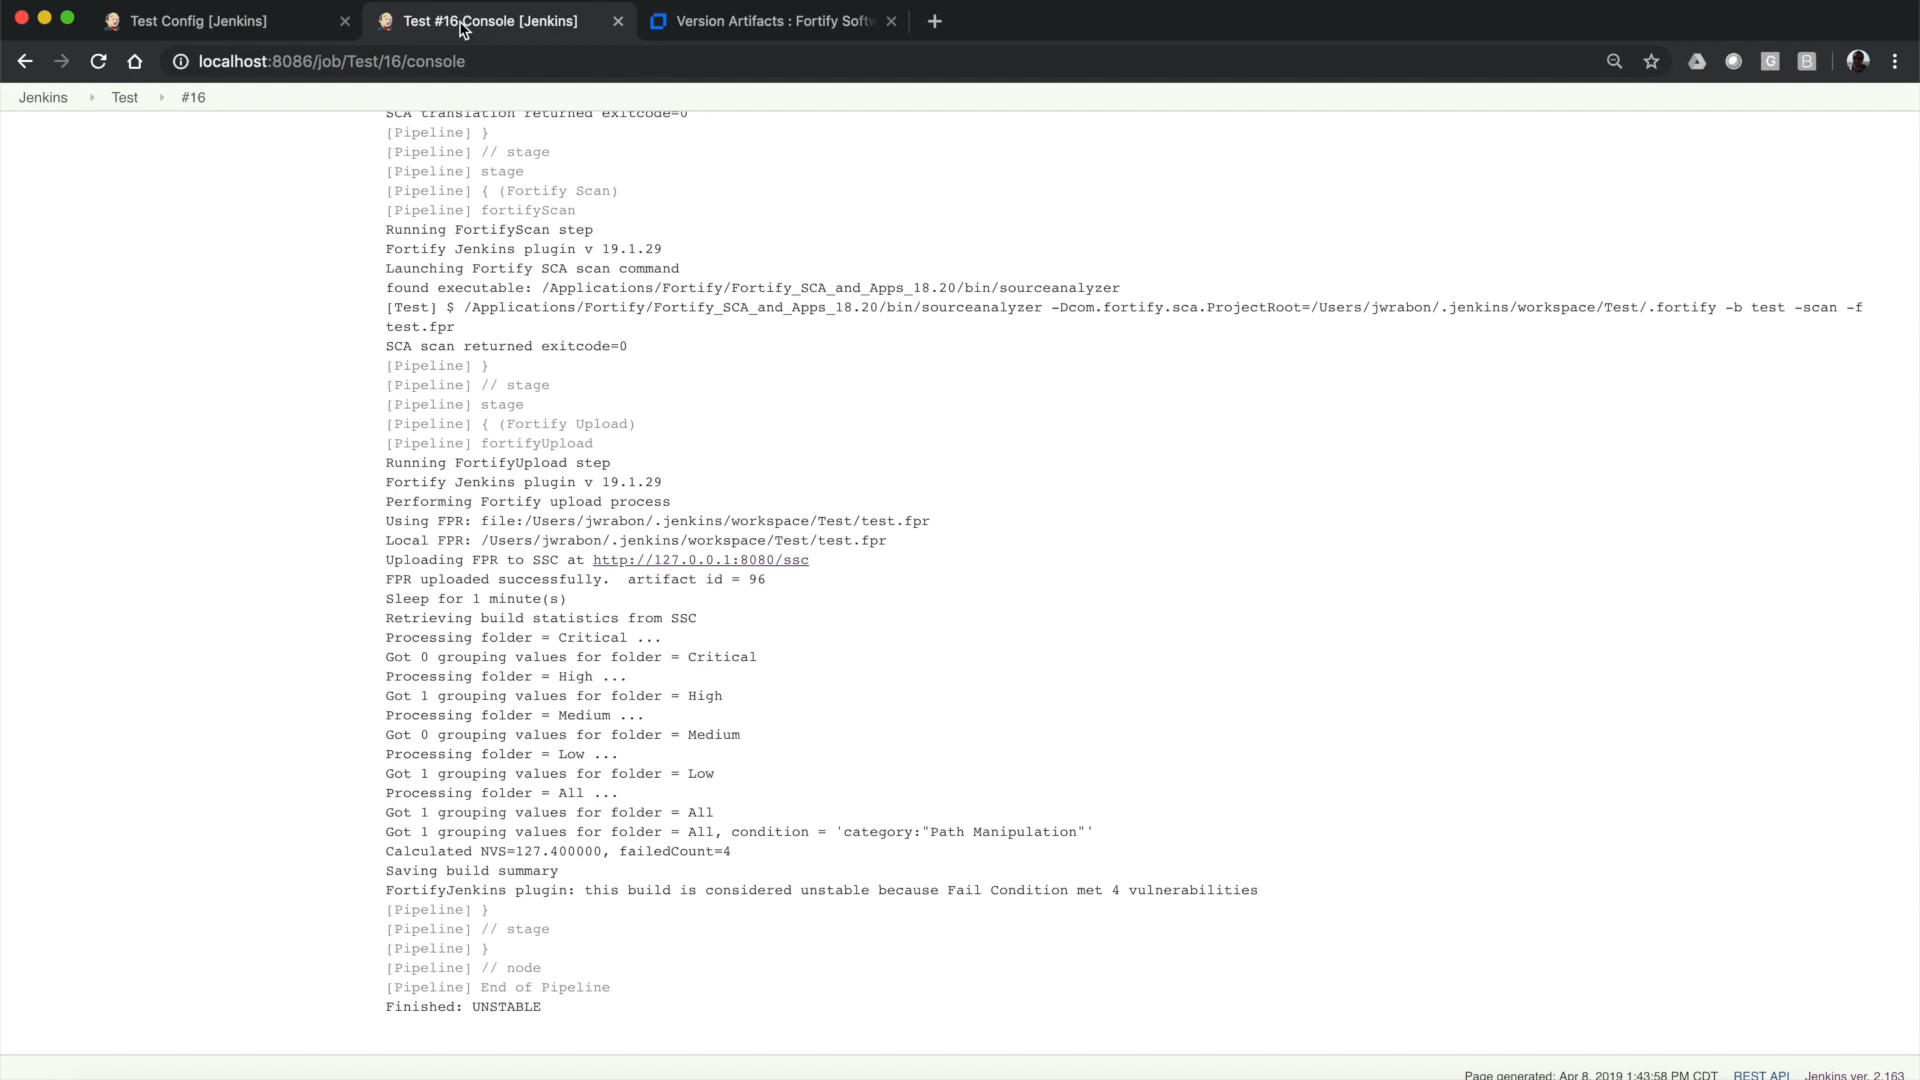 Test Config [Jenkins]
Test #16 Console [Jenkins]
Version Artifacts : Fortify Softw
localhost:8086/job/Test/16/console
G
B
Jenkins
Test
#16
SCA translation returned exitcode=0
[Pipeline] }
[Pipeline] // stage
[Pipeline] stage
[Pipeline] { (Fortify Scan)
[Pipeline] fortifyScan
Running FortifyScan step
Fortify Jenkins plugin v 19.1.29
Launching Fortify SCA scan command
found executable: /Applications/Fortify/Fortify_SCA_and_Apps_18.20/bin/sourceanalyzer
[Test] $ /Applications/Fortify/Fortify_SCA_and_Apps_18.20/bin/sourceanalyzer -Dcom.fortify.sca.ProjectRoot=/Users/jwrabon/.jenkins/workspace/Test/.fortify -b test -scan -f
test.fpr
SCA scan returned exitcode=0
[Pipeline] }
[Pipeline] // stage
[Pipeline] stage
[Pipeline] { (Fortify Upload)
[Pipeline] fortifyUpload
Running FortifyUpload step
Fortify Jenkins plugin v 19.1.29
Performing Fortify upload process
Using FPR: file:/Users/jwrabon/.jenkins/workspace/Test/test.fpr
Local FPR: /Users/jwrabon/.jenkins/workspace/Test/test.fpr
Uploading FPR to SSC at http://127.0.0.1:8080/ssc
FPR uploaded successfully.  artifact id = 96
Sleep for 1 minute(s)
Retrieving build statistics from SSC
Processing folder = Critical ...
Got 0 grouping values for folder = Critical
Processing folder = High ...
Got 1 grouping values for folder = High
Processing folder = Medium ...
Got 0 grouping values for folder = Medium
Processing folder = Low ...
Got 1 grouping values for folder = Low
Processing folder = All ...
Got 1 grouping values for folder = All
Got 1 grouping values for folder = All, condition = 'category:"Path Manipulation"'
Calculated NVS=127.400000, failedCount=4
Saving build summary
FortifyJenkins plugin: this build is considered unstable because Fail Condition met 4 vulnerabilities
[Pipeline] }
[Pipeline] // stage
[Pipeline] }
[Pipeline] // node
[Pipeline] End of Pipeline
Finished: UNSTABLE
Page generated: Apr 8, 2019 1:43:58 PM CDT
REST API
Jenkins ver. 2.163